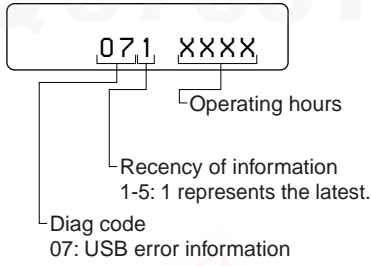 071 XXXX
Operating hours
Recency of information
1-5: 1 represents the latest.
Diag code
07: USB error information